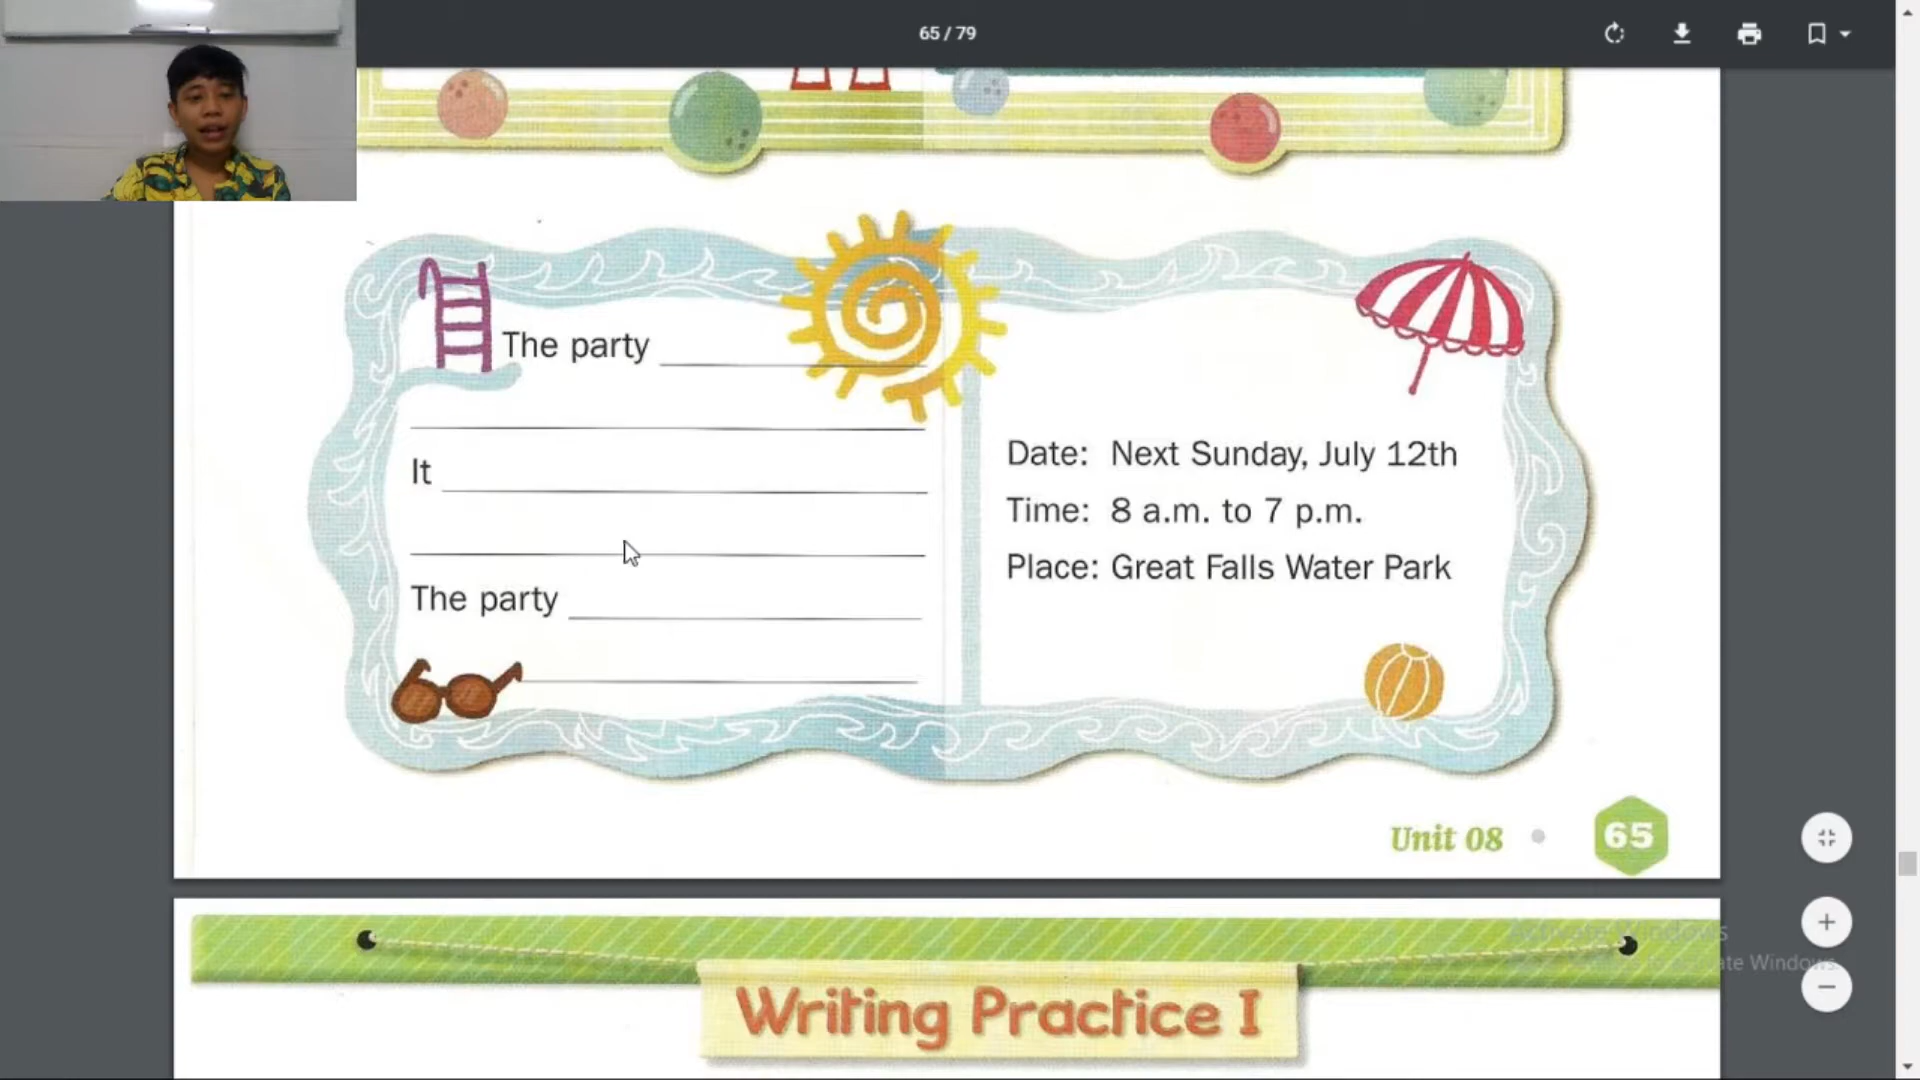 65 / 79
The party
It
The party
Date: Next Sunday, July 12th
Time: 8 a.m. to 7 p.m.
Place: Great Falls Water Park
Unit 08 • 65
Writing Practice I